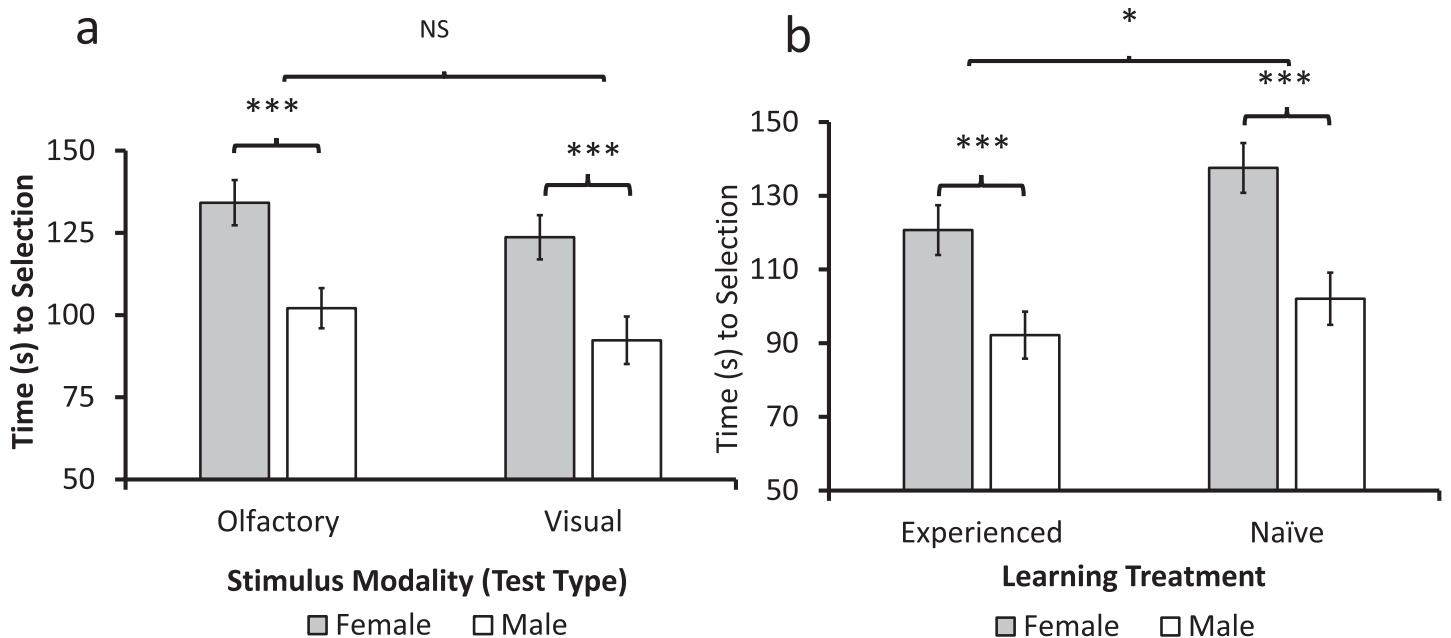 a
NS
***
***
150
125
100
75
50
Time (s) to Selection
Olfactory
Visual
Stimulus Modality (Test Type)
Female
Male
b
*
***
***
150
130
110
90
70
50
Time (s) to Selection
Experienced
Naïve
Learning Treatment
Female
Male